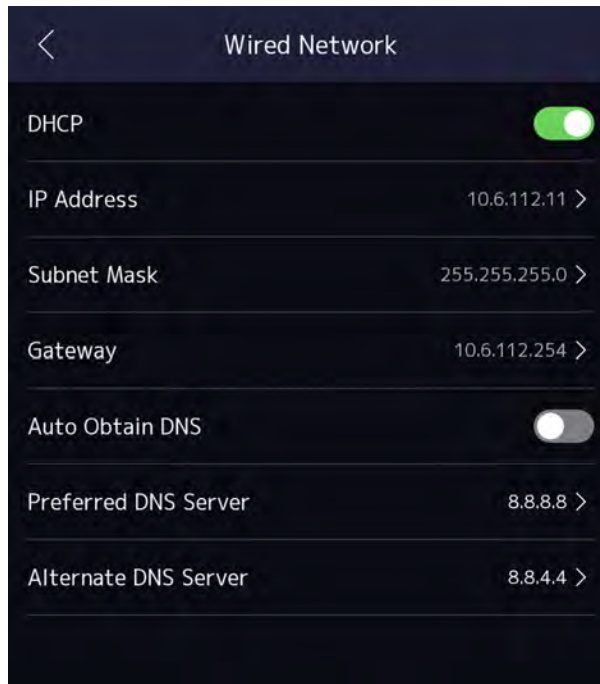 Wired Network
DHCP
IP Address 10.6.112.11
Subnet Mask 255.255.255.0
Gateway 10.6.112.254
Auto Obtain DNS
Preferred DNS Server 8.8.8.8
Alternate DNS Server 8.8.4.4